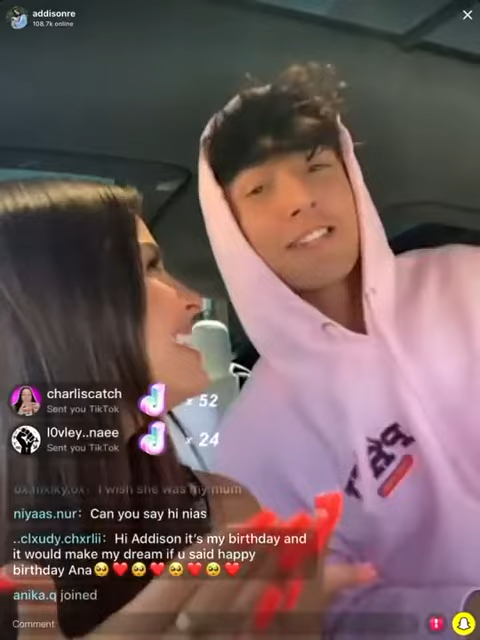 addisonre
108.7k online
charliscatch
Sent you TikTok
x 52
l0vley..naee
Sent you TikTok
x 24
I wish she was my mum
niyaas.nur: Can you say hi nias
..clxudy.chxrlii: Hi Addison it's my birthday and
it would make my dream if u said happy
birthday Ana🥺❤️🥺❤️🥺❤️🥺❤️
anika.q joined
Comment